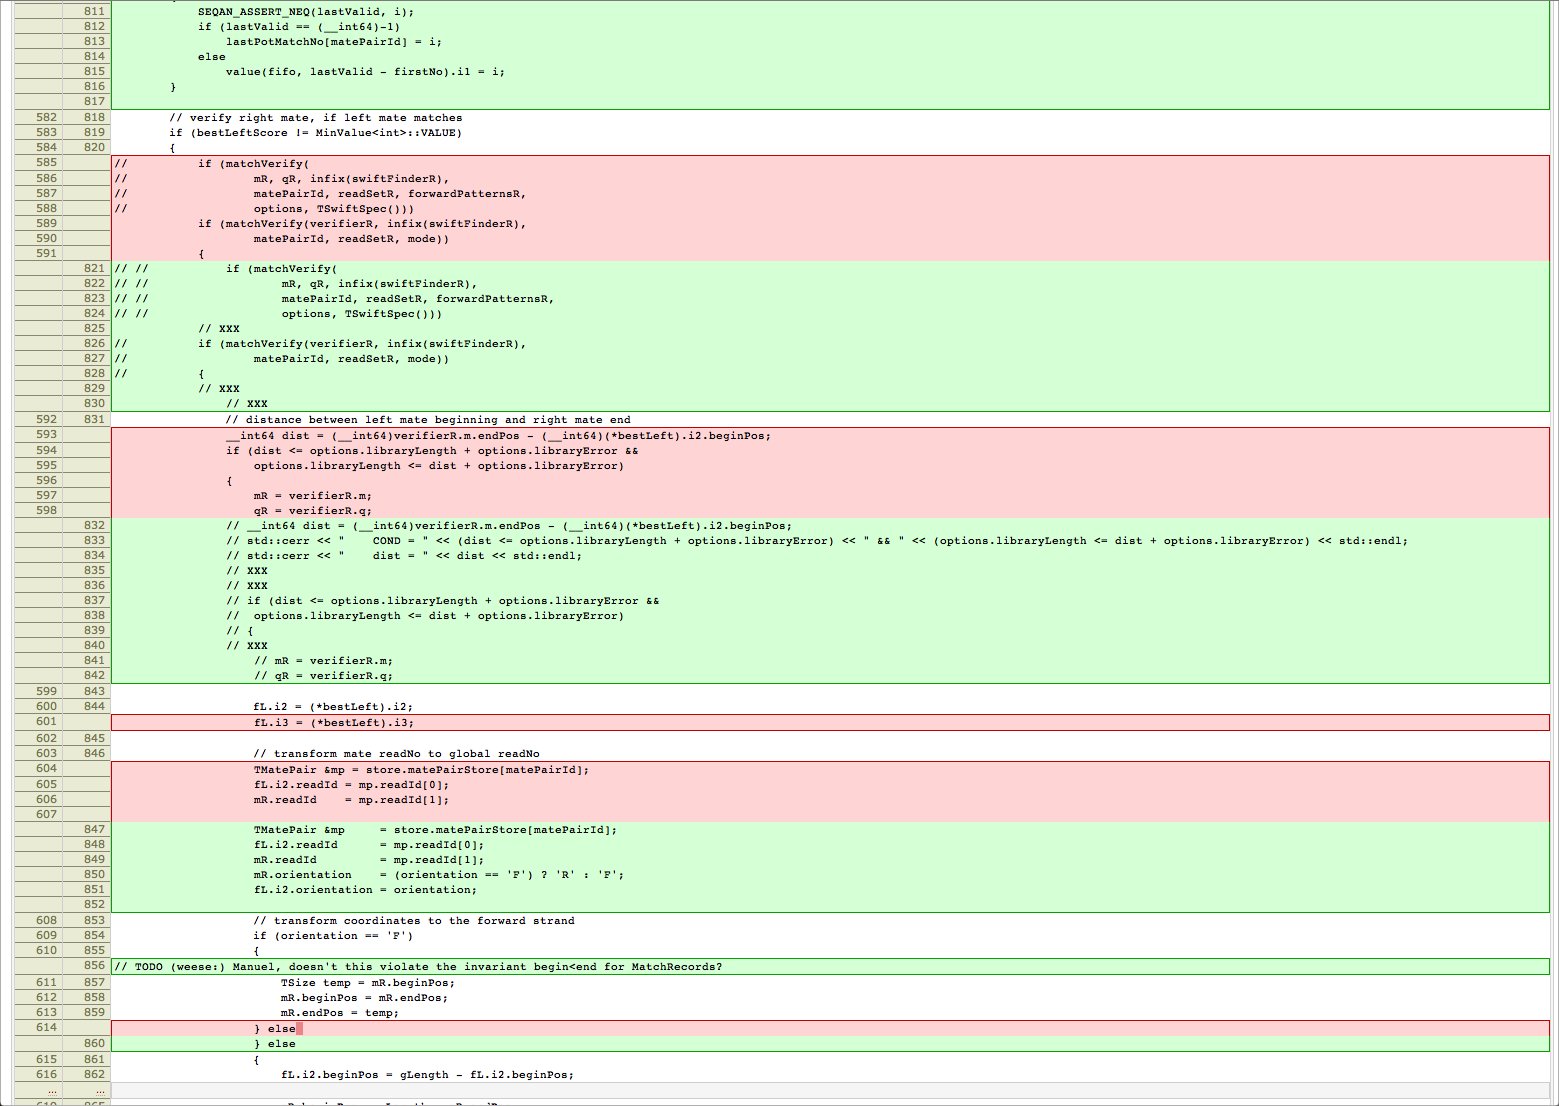 811 SEQAN_ASSERT_NEQ(lastValid, i);
812 if (lastValid == (__int64)-1)
813 lastPotMatchNo[matePairId] = i;
814 else
815 value(fifo, lastValid - firstNo).i1 = i;
816 }
817
582 818 // verify right mate, if left mate matches
583 819 if (bestLeftScore != MinValue<int>::VALUE)
584 820 {
585 // if (matchVerify(
586 // mR, qR, infix(swiftFinderR),
587 // matePairId, readSetR, forwardPatternsR,
588 // options, TSwiftSpec()))
589 if (matchVerify(verifierR, infix(swiftFinderR),
590 matePairId, readSetR, mode))
591 {
821 // // if (matchVerify(
822 // // mR, qR, infix(swiftFinderR),
823 // // matePairId, readSetR, forwardPatternsR,
824 // // options, TSwiftSpec()))
825 // XXX
826 // if (matchVerify(verifierR, infix(swiftFinderR),
827 // matePairId, readSetR, mode))
828 // {
829 // XXX
830 // XXX
592 831 // distance between left mate beginning and right mate end
593 __int64 dist = (__int64)verifierR.m.endPos - (__int64)(*bestLeft).i2.beginPos;
594 if (dist <= options.libraryLength + options.libraryError &&
595 options.libraryLength <= dist + options.libraryError)
596 {
597 mR = verifierR.m;
598 qR = verifierR.q;
832 // __int64 dist = (__int64)verifierR.m.endPos - (__int64)(*bestLeft).i2.beginPos;
833 // std::cerr << " COND = " << (dist <= options.libraryLength + options.libraryError) << " && " << (options.libraryLength <= dist + options.libraryError) << std::endl;
834 // std::cerr << " dist = " << dist << std::endl;
835 // XXX
836 // XXX
837 // if (dist <= options.libraryLength + options.libraryError &&
838 // options.libraryLength <= dist + options.libraryError)
839 // {
840 // XXX
841 // mR = verifierR.m;
842 // qR = verifierR.q;
599 843
600 844 fL.i2 = (*bestLeft).i2;
601 fL.i3 = (*bestLeft).i3;
602 845
603 846 // transform mate readNo to global readNo
604 TMatePair &mp = store.matePairStore[matePairId];
605 fL.i2.readId = mp.readId[0];
606 mR.readId = mp.readId[1];
607
847 TMatePair &mp = store.matePairStore[matePairId];
848 fL.i2.readId = mp.readId[0];
849 mR.readId = mp.readId[1];
850 mR.orientation = (orientation == 'F') ? 'R' : 'F';
851 fL.i2.orientation = orientation;
852
608 853 // transform coordinates to the forward strand
609 854 if (orientation == 'F')
610 855 {
856 // TODO (weese:) Manuel, doesn't this violate the invariant begin<end for MatchRecords?
611 857 TSize temp = mR.beginPos;
612 858 mR.beginPos = mR.endPos;
613 859 mR.endPos = temp;
614 } else
860 } else
615 861 {
616 862 fL.i2.beginPos = gLength - fL.i2.beginPos;
... ...